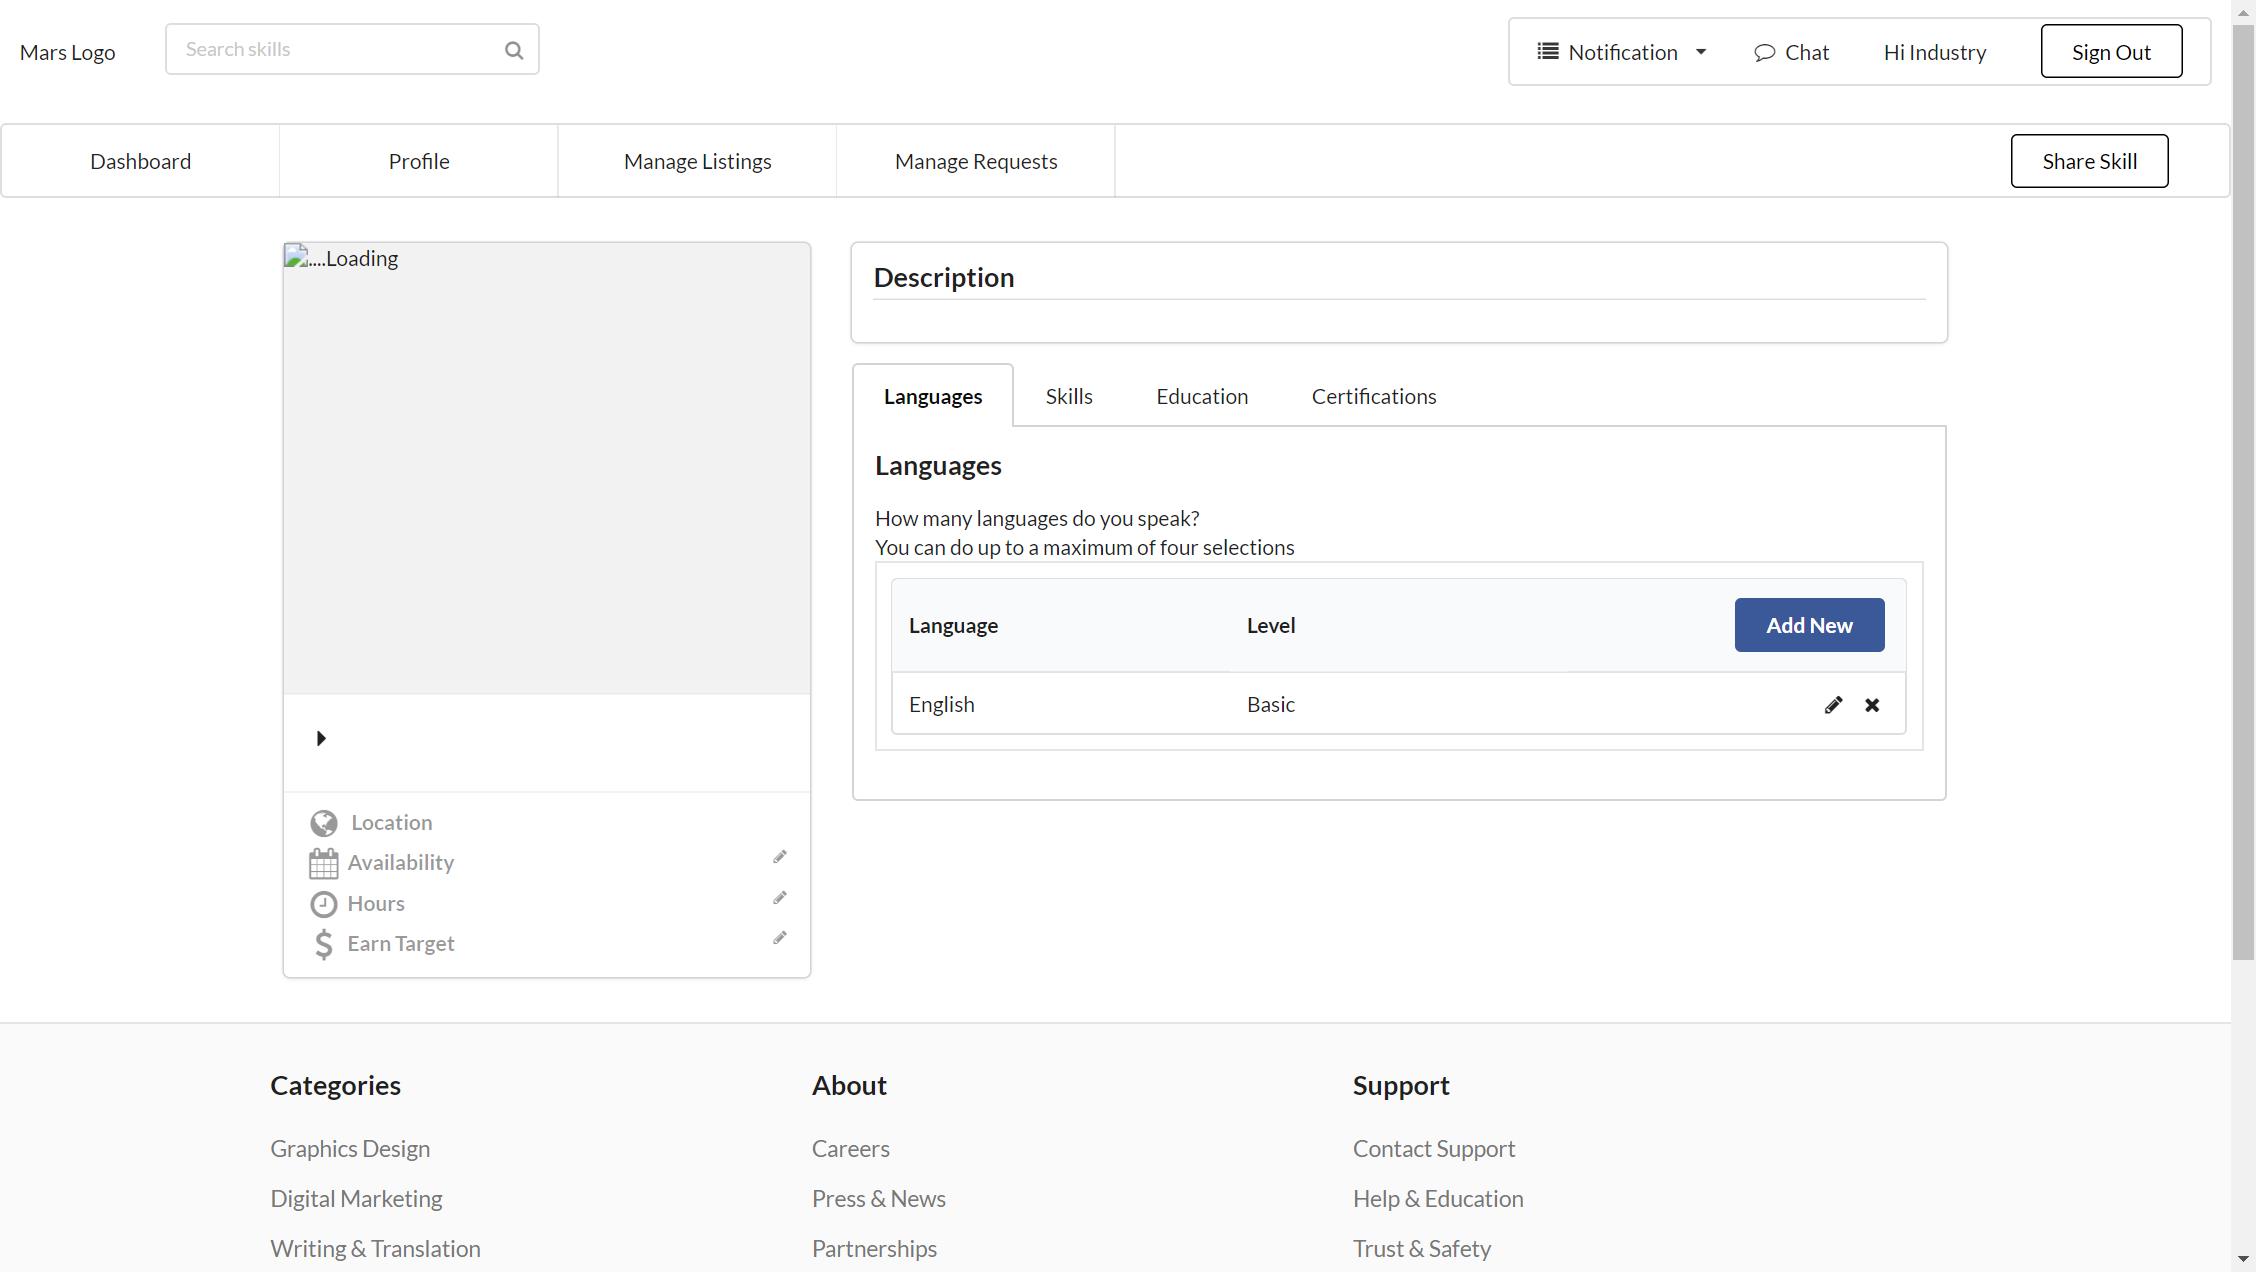 Mars Logo
Search skills
Notification
Chat
Hi Industry
Sign Out
Dashboard
Profile
Manage Listings
Manage Requests
Share Skill
....Loading
Location
Availability
Hours
Earn Target
Description
Languages
Skills
Education
Certifications
Languages
How many languages do you speak?
You can do up to a maximum of four selections
Language
Level
Add New
English
Basic
Categories
Graphics Design
Digital Marketing
Writing & Translation
About
Careers
Press & News
Partnerships
Support
Contact Support
Help & Education
Trust & Safety